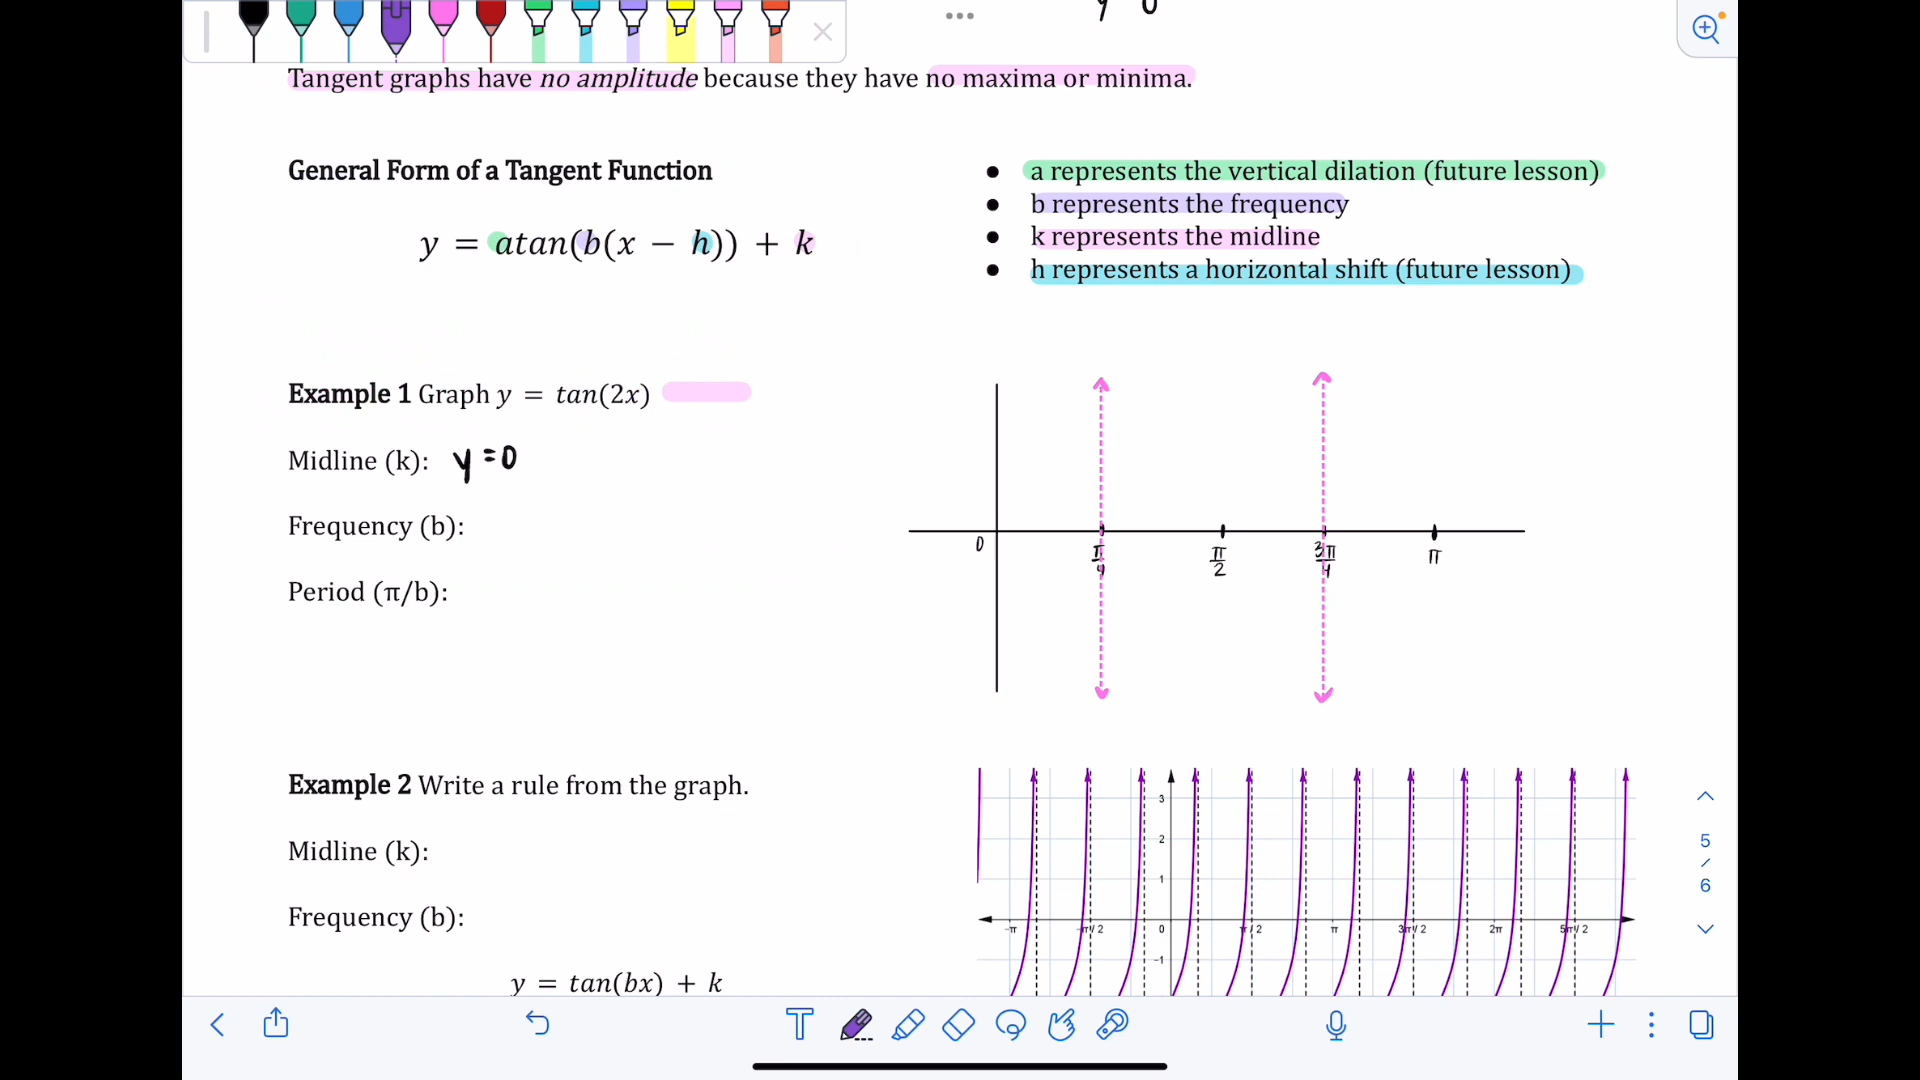 y 0
Tangent graphs have no amplitude because they have no maxima or minima.
General Form of a Tangent Function
y = atan(b(x − h)) + k
● a represents the vertical dilation (future lesson)
● b represents the frequency
● k represents the midline
● h represents a horizontal shift (future lesson)
Example 1 Graph y = tan(2x)
Midline (k): y = 0
Frequency (b):
Period (π/b):
0 π/4 π/2 3π/4 π
Example 2 Write a rule from the graph.
Midline (k):
Frequency (b):
y = tan(bx) + k
3
2
1
-π -π/2 0 π/2 π 3π/2 2π 5π/2
-1
5
/
6
T